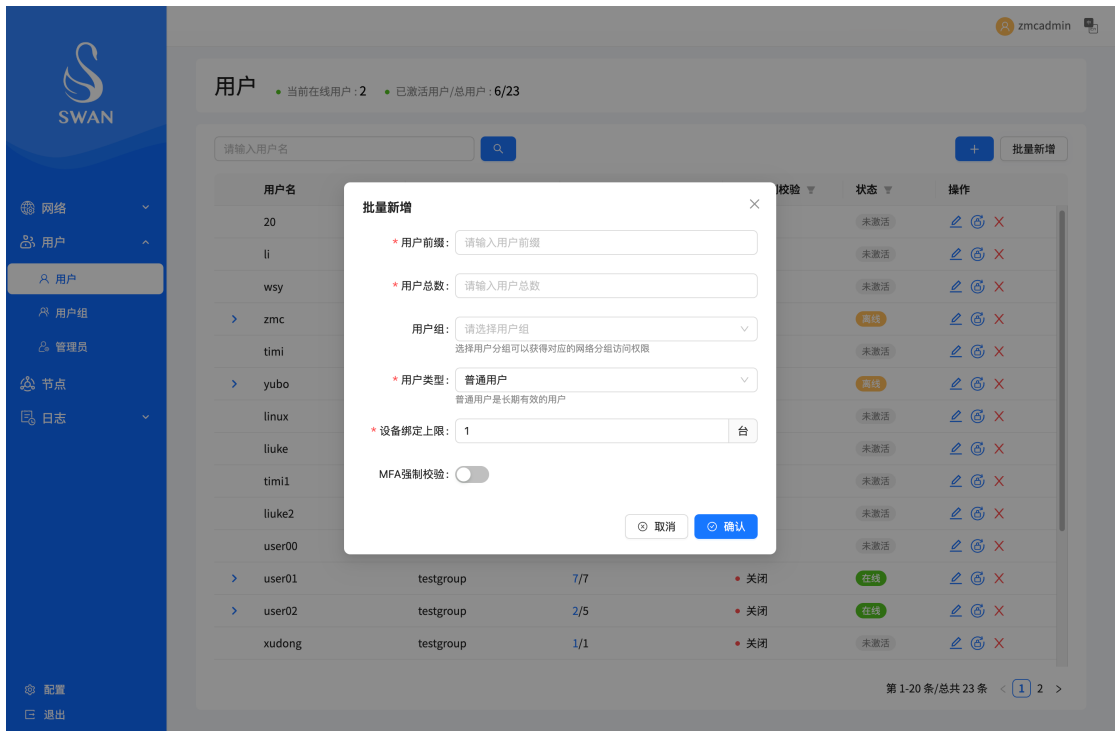 zmcadmin
SWAN
用户 当前在线用户 : 2 已激活用户/总用户 : 6/23
请输入用户名
批量新增
网络
用户
用户
用户组
管理员
节点
日志
配置
退出
用户名 校验 状态 操作
20 未激活
li 未激活
wsy 未激活
zmc 离线
timi 未激活
yubo 离线
linux 未激活
liuke 未激活
timi1 未激活
liuke2 未激活
user00 未激活
user01 testgroup 7/7 关闭 在线
user02 testgroup 2/5 关闭 在线
xudong testgroup 1/1 关闭 未激活
第 1-20 条/总共 23 条 < 1 2 >
批量新增
* 用户前缀: 请输入用户前缀
* 用户总数: 请输入用户总数
用户组: 请选择用户组
选择用户分组可以获得对应的网络分组访问权限
* 用户类型: 普通用户
普通用户是长期有效的用户
* 设备绑定上限: 1 台
MFA强制校验:
取消 确认